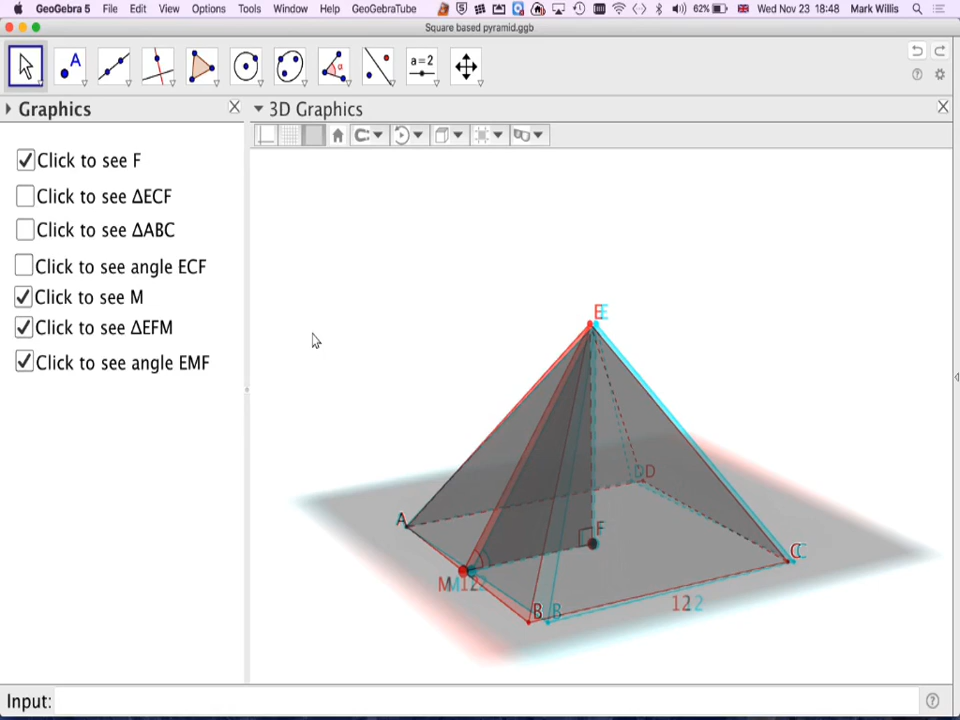 GeoGebra 5 File Edit View Options Tools Window Help GeoGebraTube 62% Wed Nov 23 18:48 Mark Willis
Square based pyramid.ggb
A α a=2
Graphics
3D Graphics
Click to see F
Click to see ΔECF
Click to see ΔABC
Click to see angle ECF
Click to see M
Click to see ΔEFM
Click to see angle EMF
E
D
A
F
C
M 12
B
12
Input: